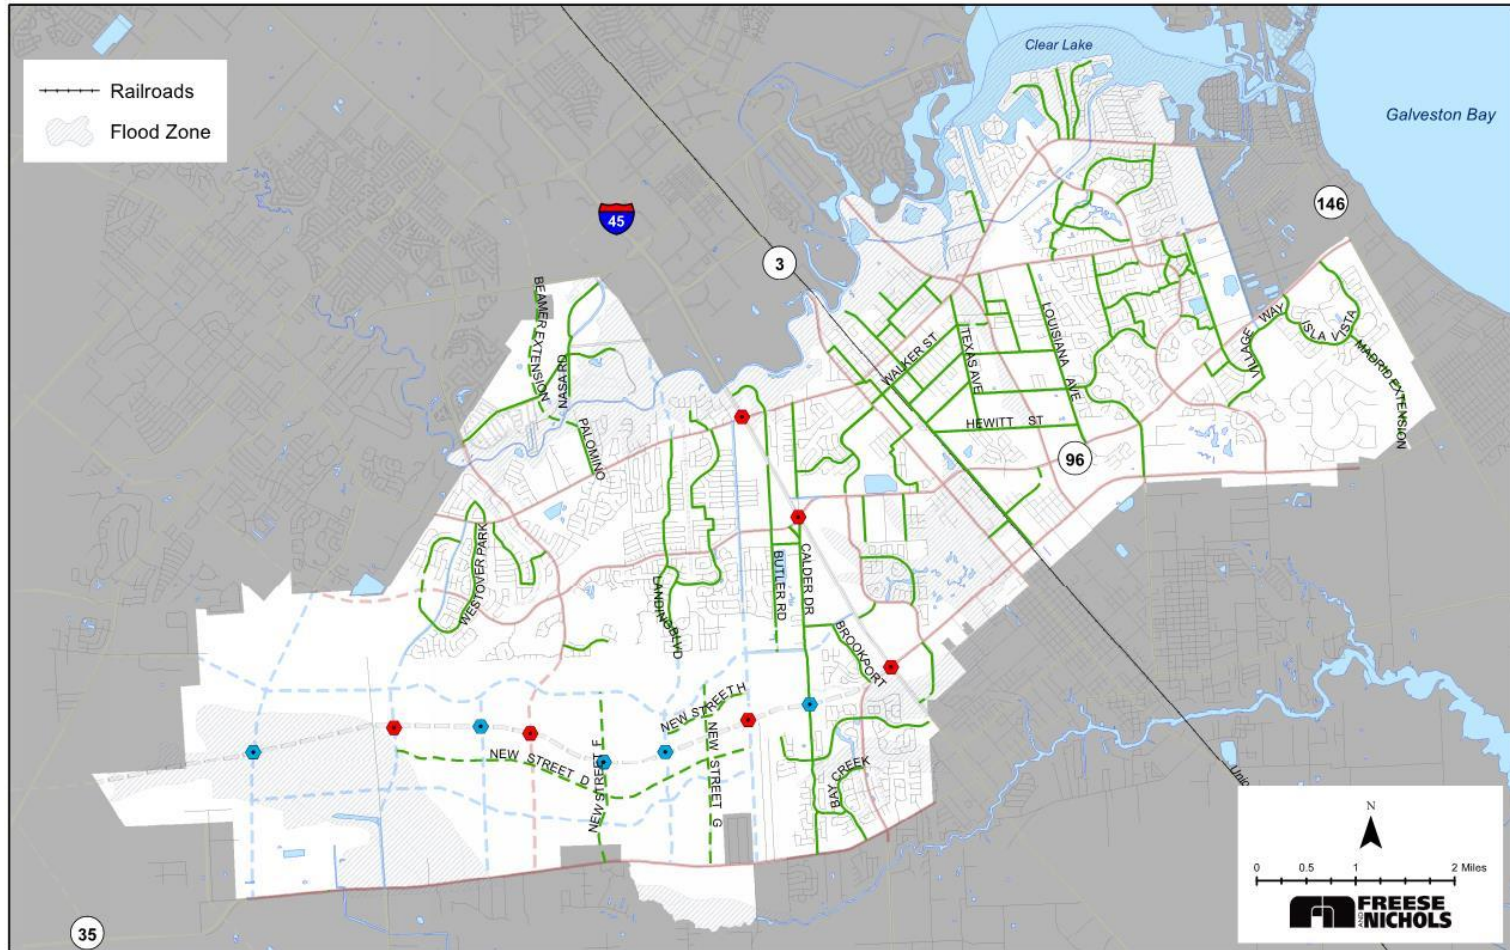 Clear Lake
Galveston Bay
Railroads
Flood Zone
146
45
3
BEAMER EXTENSION
NASA RD
PALOMINO
WALKER ST
TEXAS AVE
LOUISIANA AVE
HEWITT ST
VILLAGE WAY
ISLA VISTA
MADRID EXTENSION
96
WESTOVER PARK
LANDING BLVD
BUTLER RD
CALDER DR
BROOKPORT
NEW STREET H
NEW STREET D
NEW STREET F
NEW STREET G
BAY CREEK
Unio
N
0 0.5 1 2 Miles
FREESE
AND
NICHOLS
35